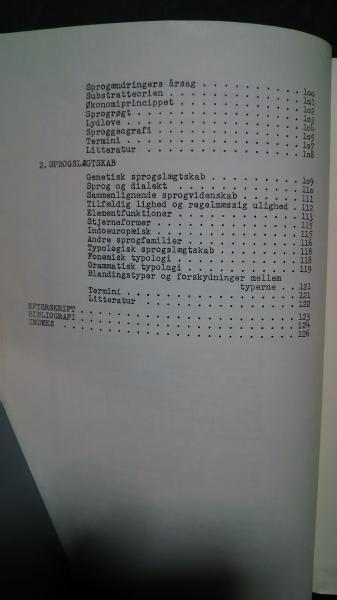 Sprogændringers årsag . . . . . . . . . . 100
Substratteorien . . . . . . . . . . . . . 101
Økonomiprincippet . . . . . . . . . . . . 102
Sprogrøgt . . . . . . . . . . . . . . . . 103
Lydlove . . . . . . . . . . . . . . . . . 104
Sproggeografi . . . . . . . . . . . . . . 105
Termini . . . . . . . . . . . . . . . . . 107
Litteratur . . . . . . . . . . . . . . . 108
2. SPROGSLÆGTSKAB
Genetisk sprogslægtskab . . . . . . . . . 109
Sprog og dialekt . . . . . . . . . . . . 110
Sammenlignende sprogvidenskab . . . . . . 111
Tilfældig lighed og regelmæssig ulighed . 112
Elementfunktioner . . . . . . . . . . . . 113
Stjerneformer . . . . . . . . . . . . . . 115
Indoeuropæisk . . . . . . . . . . . . . . 115
Andre sprogfamilier . . . . . . . . . . . 116
Typologisk sprogslægtskab . . . . . . . . 118
Fonemisk typologi . . . . . . . . . . . . 118
Grammatisk typologi . . . . . . . . . . . 119
Blandingstyper og forskydninger mellem
typerne . . 121
Termini . . . . . . . . . . . . . . . . . 121
Litteratur . . . . . . . . . . . . . . . 122
EFTERSKRIFT . . . . . . . . . . . . . . . . . . . 123
BIBLIOGRAFI . . . . . . . . . . . . . . . . . . . 124
INDEKS . . . . . . . . . . . . . . . . . . . . . 126